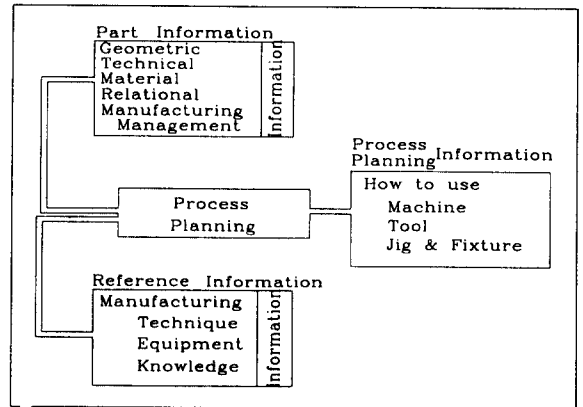 Part Information
Geometric
Technical
Material
Relational
Manufacturing
Management
Information
Process
Planning Information
How to use
Machine
Tool
Jig & Fixture
Process
Planning
Reference Information
Manufacturing
Technique
Equipment
Knowledge
Information